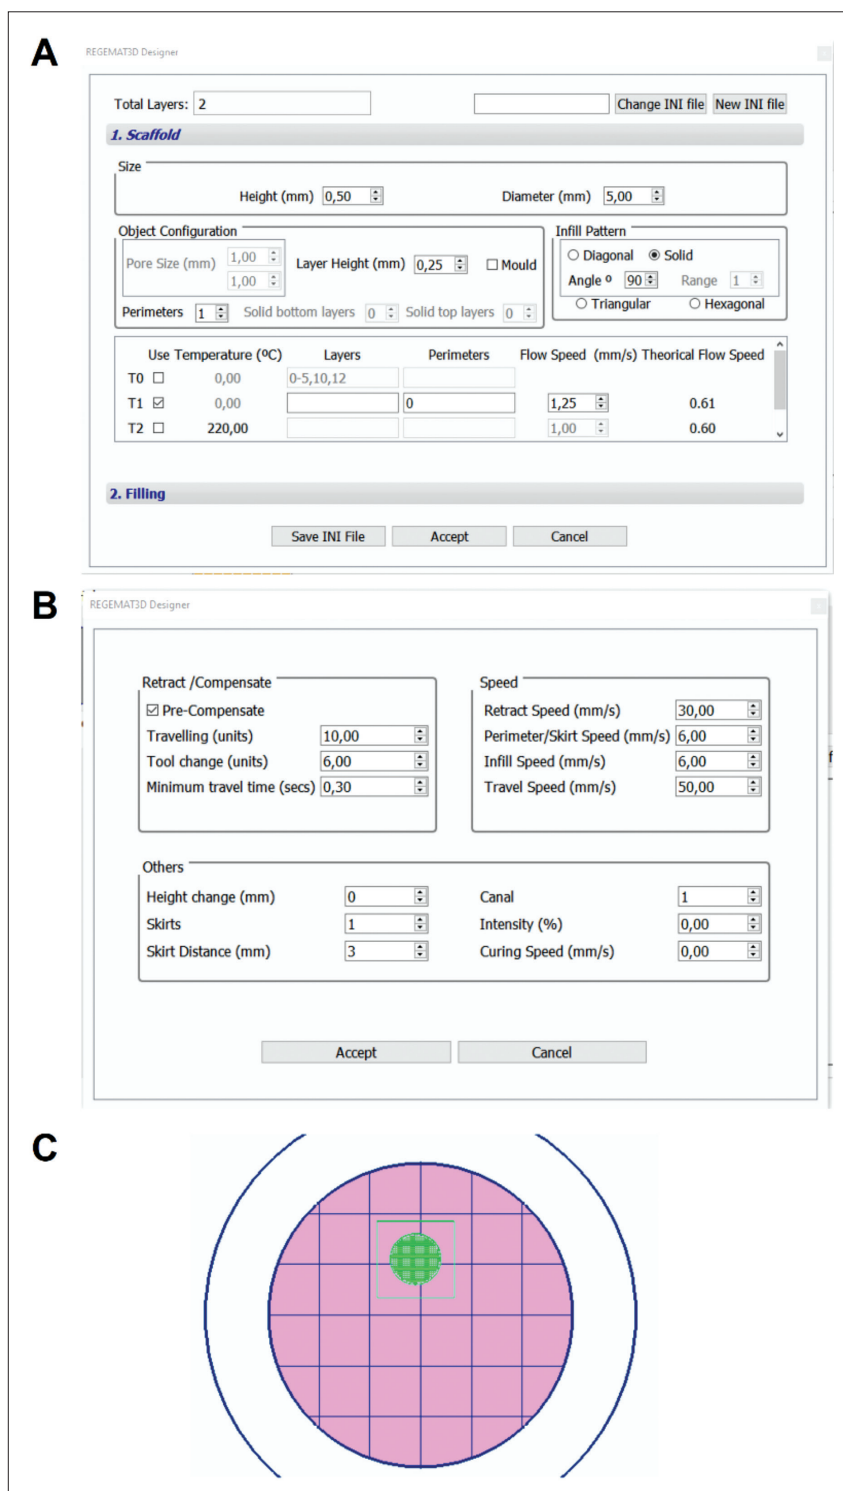 A
REGEMAT3D Designer
x
Total Layers: 2
Change INI file New INI file
1. Scaffold
Size
Height (mm) 0,50 Diameter (mm) 5,00
Object Configuration Infill Pattern
Pore Size (mm) 1,00 Layer Height (mm) 0,25 Mould Diagonal Solid
1,00 Angle º 90 Range 1
Perimeters 1 Solid bottom layers 0 Solid top layers 0 Triangular Hexagonal
Use Temperature (ºC) Layers Perimeters Flow Speed (mm/s) Theorical Flow Speed
T0 0,00 0-5,10,12
T1 0,00 0 1,25 0.61
T2 220,00 1,00 0.60
2. Filling
Save INI File Accept Cancel
B
REGEMAT3D Designer
Retract /Compensate Speed
Pre-Compensate Retract Speed (mm/s) 30,00
Travelling (units) 10,00 Perimeter/Skirt Speed (mm/s) 6,00
Tool change (units) 6,00 Infill Speed (mm/s) 6,00
Minimum travel time (secs) 0,30 Travel Speed (mm/s) 50,00
Others
Height change (mm) 0 Canal 1
Skirts 1 Intensity (%) 0,00
Skirt Distance (mm) 3 Curing Speed (mm/s) 0,00
Accept Cancel
C